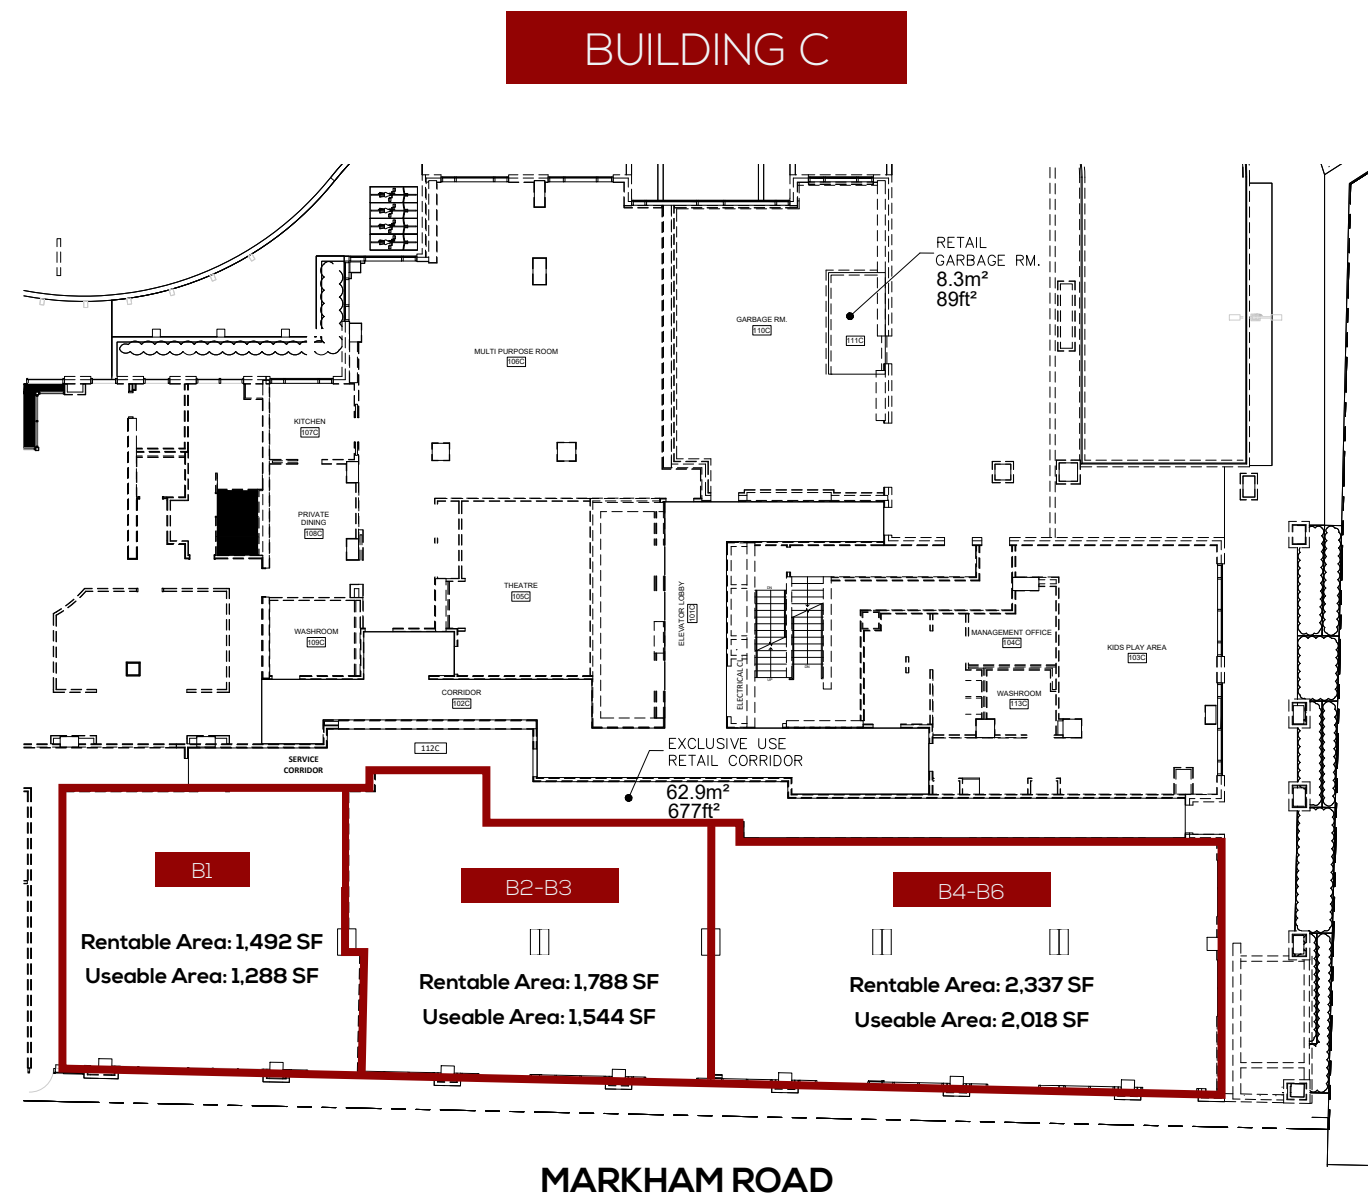 BUILDING C
RETAIL
GARBAGE RM.
8.3m²
89ft²
GARBAGE RM.
110C
111C
MULTI PURPOSE ROOM
106C
KITCHEN
107C
PRIVATE
DINING
108C
THEATRE
105C
ELEVATOR LOBBY
101C
WASHROOM
109C
MANAGEMENT OFFICE
104C
KIDS PLAY AREA
103C
ELECTRICAL CL.
WASHROOM
113C
CORRIDOR
102C
112C
SERVICE
CORRIDOR
EXCLUSIVE USE
RETAIL CORRIDOR
62.9m²
677ft²
B1
Rentable Area: 1,492 SF
Useable Area: 1,288 SF
B2-B3
Rentable Area: 1,788 SF
Useable Area: 1,544 SF
B4-B6
Rentable Area: 2,337 SF
Useable Area: 2,018 SF
MARKHAM ROAD